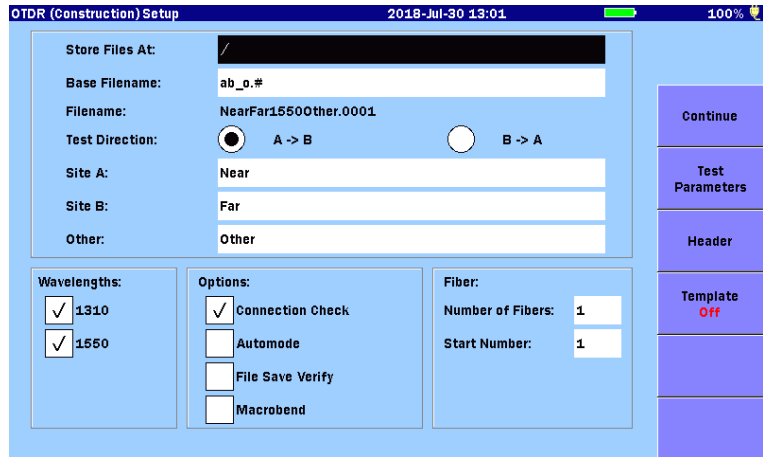 OTDR (Construction) Setup 2018-Jul-30 13:01 100%
Store Files At: /
Base Filename: ab_o.#
Filename: NearFar1550Other.0001
Test Direction: A -> B B -> A
Site A: Near
Site B: Far
Other: Other
Wavelengths:
1310
1550
Options:
Connection Check
Automode
File Save Verify
Macrobend
Fiber:
Number of Fibers: 1
Start Number: 1
Continue
Test
Parameters
Header
Template
Off